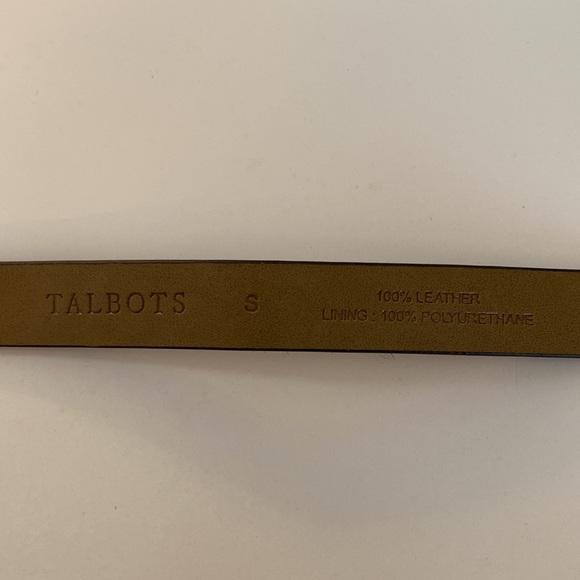 TALBOTS S
100% LEATHER
LINING : 100% POLYURETHANE